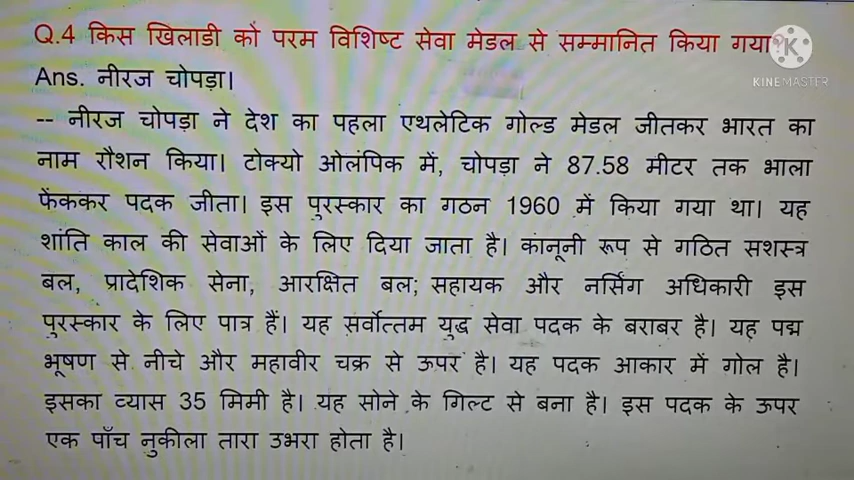 Q.4 किस खिलाडी को परम विशिष्ट सेवा मेडल से सम्मानित किया गया?
KINEMASTER
Ans. नीरज चोपड़ा।
-- नीरज चोपड़ा ने देश का पहला एथलेटिक गोल्ड मेडल जीतकर भारत का
नाम रौशन किया। टोक्यो ओलंपिक में, चोपड़ा ने 87.58 मीटर तक भाला
फेंककर पदक जीता। इस पुरस्कार का गठन 1960 में किया गया था। यह
शांति काल की सेवाओं के लिए दिया जाता है। कानूनी रूप से गठित सशस्त्र
बल, प्रादेशिक सेना, आरक्षित बल; सहायक और नर्सिंग अधिकारी इस
पुरस्कार के लिए पात्र हैं। यह सर्वोत्तम युद्ध सेवा पदक के बराबर है। यह पद्म
भूषण से नीचे और महावीर चक्र से ऊपर है। यह पदक आकार में गोल है।
इसका व्यास 35 मिमी है। यह सोने के गिल्ट से बना है। इस पदक के ऊपर
एक पाँच नुकीला तारा उभरा होता है।